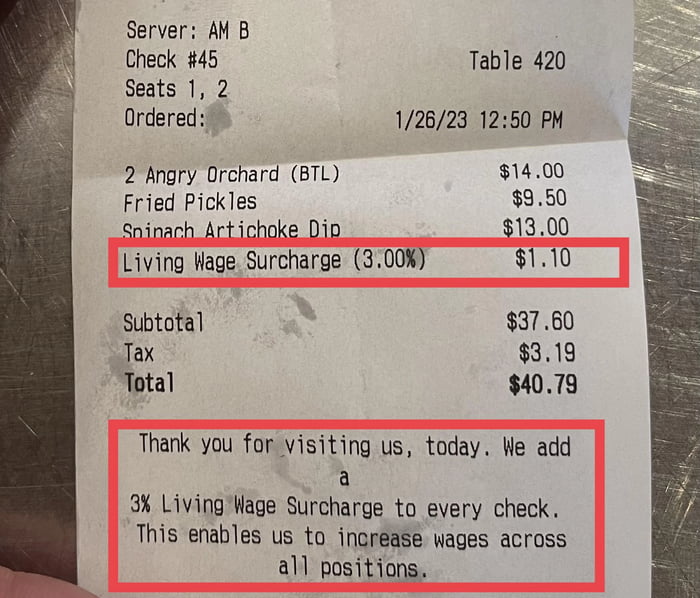 Server: AM B
Check #45 Table 420
Seats 1, 2
Ordered: 1/26/23 12:50 PM
2 Angry Orchard (BTL) $14.00
Fried Pickles $9.50
Spinach Artichoke Dip $13.00
Living Wage Surcharge (3.00%) $1.10
Subtotal $37.60
Tax $3.19
Total $40.79
Thank you for visiting us, today. We add
a
3% Living Wage Surcharge to every check.
This enables us to increase wages across
all positions.